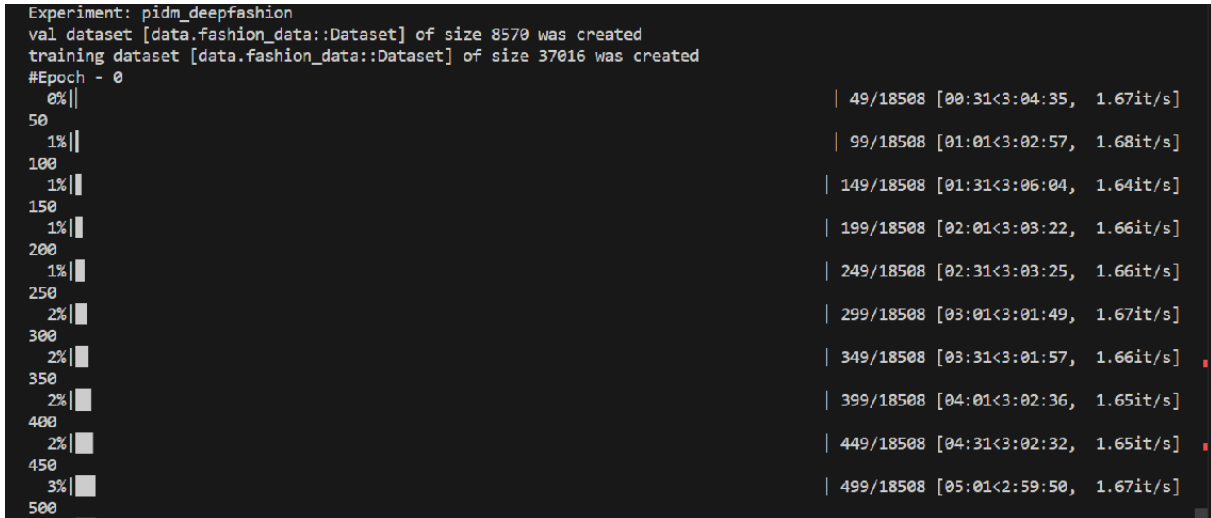 Experiment: pidm_deepfashion
val dataset [data.fashion_data::Dataset] of size 8570 was created
training dataset [data.fashion_data::Dataset] of size 37016 was created
#Epoch - 0
0%|| | 49/18508 [00:31<3:04:35, 1.67it/s]
50
1%|| | 99/18508 [01:01<3:02:57, 1.68it/s]
100
1%|█ | 149/18508 [01:31<3:06:04, 1.64it/s]
150
1%|█ | 199/18508 [02:01<3:03:22, 1.66it/s]
200
1%|█ | 249/18508 [02:31<3:03:25, 1.66it/s]
250
2%|█ | 299/18508 [03:01<3:01:49, 1.67it/s]
300
2%|█ | 349/18508 [03:31<3:01:57, 1.66it/s]
350
2%|█ | 399/18508 [04:01<3:02:36, 1.65it/s]
400
2%|█ | 449/18508 [04:31<3:02:32, 1.65it/s]
450
3%|█ | 499/18508 [05:01<2:59:50, 1.67it/s]
500